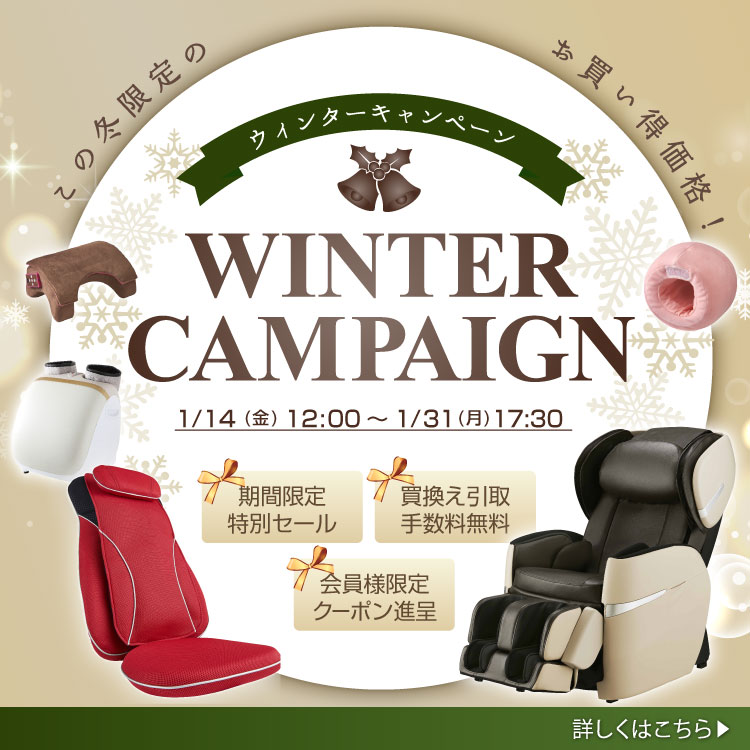 この冬限定の
お買い得価格！
ウィンターキャンペーン
WINTER
CAMPAIGN
1/14（金）12:00～1/31(月)17:30
期間限定
特別セール
買換え引取
手数料無料
会員様限定
クーポン進呈
詳しくはこちら▶